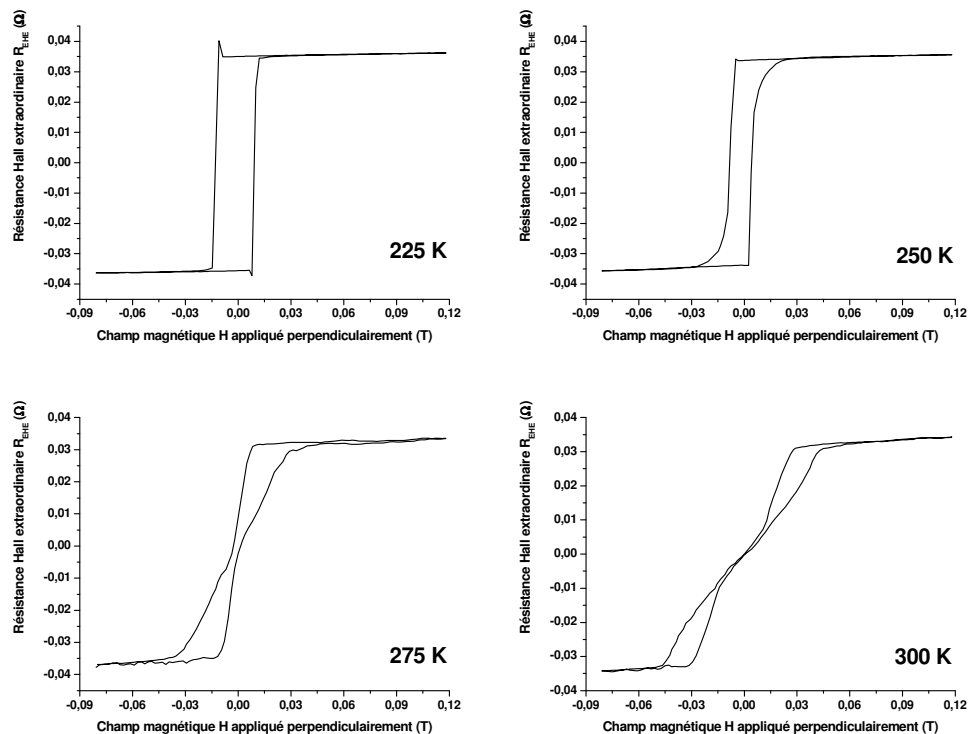 Résistance Hall extraordinaire R_EHE (Ω)
0,04
0,03
0,02
0,01
0,00
-0,01
-0,02
-0,03
-0,04
225 K
-0,09 -0,06 -0,03 0,00 0,03 0,06 0,09 0,12
Champ magnétique H appliqué perpendiculairement (T)
Résistance Hall extraordinaire R_EHE (Ω)
0,04
0,03
0,02
0,01
0,00
-0,01
-0,02
-0,03
-0,04
250 K
-0,09 -0,06 -0,03 0,00 0,03 0,06 0,09 0,12
Champ magnétique H appliqué perpendiculairement (T)
Résistance Hall extraordinaire R_EHE (Ω)
0,04
0,03
0,02
0,01
0,00
-0,01
-0,02
-0,03
-0,04
275 K
-0,09 -0,06 -0,03 0,00 0,03 0,06 0,09 0,12
Champ magnétique H appliqué perpendiculairement (T)
Résistance Hall extraordinaire R_EHE (Ω)
0,04
0,03
0,02
0,01
0,00
-0,01
-0,02
-0,03
-0,04
300 K
-0,09 -0,06 -0,03 0,00 0,03 0,06 0,09 0,12
Champ magnétique H appliqué perpendiculairement (T)